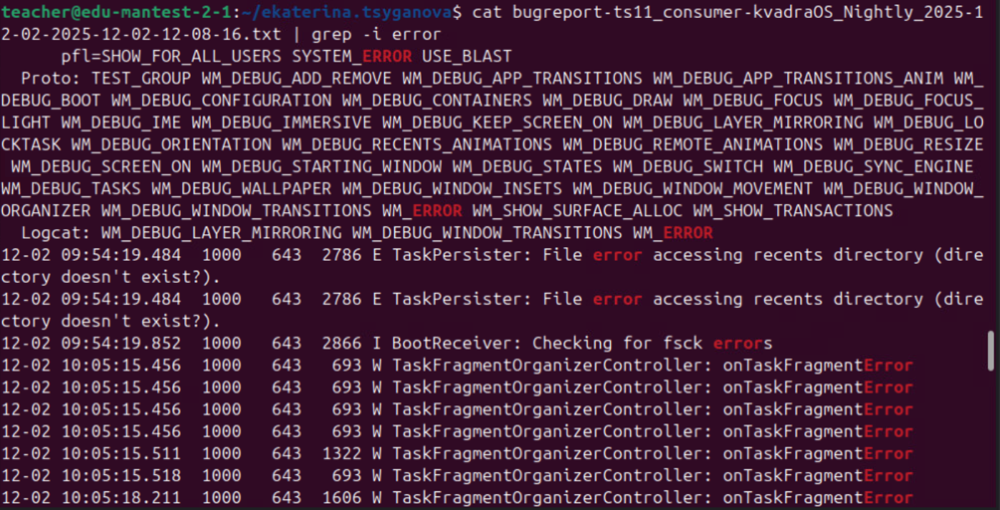 teacher@edu-mantest-2-1:~/ekaterina.tsyganova$ cat bugreport-ts11_consumer-kvadraOS_Nightly_2025-1
2-02-2025-12-02-12-08-16.txt | grep -i error
      pfl=SHOW_FOR_ALL_USERS SYSTEM_ERROR USE_BLAST
  Proto: TEST_GROUP WM_DEBUG_ADD_REMOVE WM_DEBUG_APP_TRANSITIONS WM_DEBUG_APP_TRANSITIONS_ANIM WM_
DEBUG_BOOT WM_DEBUG_CONFIGURATION WM_DEBUG_CONTAINERS WM_DEBUG_DRAW WM_DEBUG_FOCUS WM_DEBUG_FOCUS_
LIGHT WM_DEBUG_IME WM_DEBUG_IMMERSIVE WM_DEBUG_KEEP_SCREEN_ON WM_DEBUG_LAYER_MIRRORING WM_DEBUG_LO
CKTASK WM_DEBUG_ORIENTATION WM_DEBUG_RECENTS_ANIMATIONS WM_DEBUG_REMOTE_ANIMATIONS WM_DEBUG_RESIZE
 WM_DEBUG_SCREEN_ON WM_DEBUG_STARTING_WINDOW WM_DEBUG_STATES WM_DEBUG_SWITCH WM_DEBUG_SYNC_ENGINE
WM_DEBUG_TASKS WM_DEBUG_WALLPAPER WM_DEBUG_WINDOW_INSETS WM_DEBUG_WINDOW_MOVEMENT WM_DEBUG_WINDOW_
ORGANIZER WM_DEBUG_WINDOW_TRANSITIONS WM_ERROR WM_SHOW_SURFACE_ALLOC WM_SHOW_TRANSACTIONS
  Logcat: WM_DEBUG_LAYER_MIRRORING WM_DEBUG_WINDOW_TRANSITIONS WM_ERROR
12-02 09:54:19.484  1000   643  2786 E TaskPersister: File error accessing recents directory (dire
ctory doesn't exist?).
12-02 09:54:19.484  1000   643  2786 E TaskPersister: File error accessing recents directory (dire
ctory doesn't exist?).
12-02 09:54:19.852  1000   643  2866 I BootReceiver: Checking for fsck errors
12-02 10:05:15.456  1000   643   693 W TaskFragmentOrganizerController: onTaskFragmentError
12-02 10:05:15.456  1000   643   693 W TaskFragmentOrganizerController: onTaskFragmentError
12-02 10:05:15.456  1000   643   693 W TaskFragmentOrganizerController: onTaskFragmentError
12-02 10:05:15.456  1000   643   693 W TaskFragmentOrganizerController: onTaskFragmentError
12-02 10:05:15.511  1000   643  1322 W TaskFragmentOrganizerController: onTaskFragmentError
12-02 10:05:15.518  1000   643   693 W TaskFragmentOrganizerController: onTaskFragmentError
12-02 10:05:18.211  1000   643  1606 W TaskFragmentOrganizerController: onTaskFragmentError